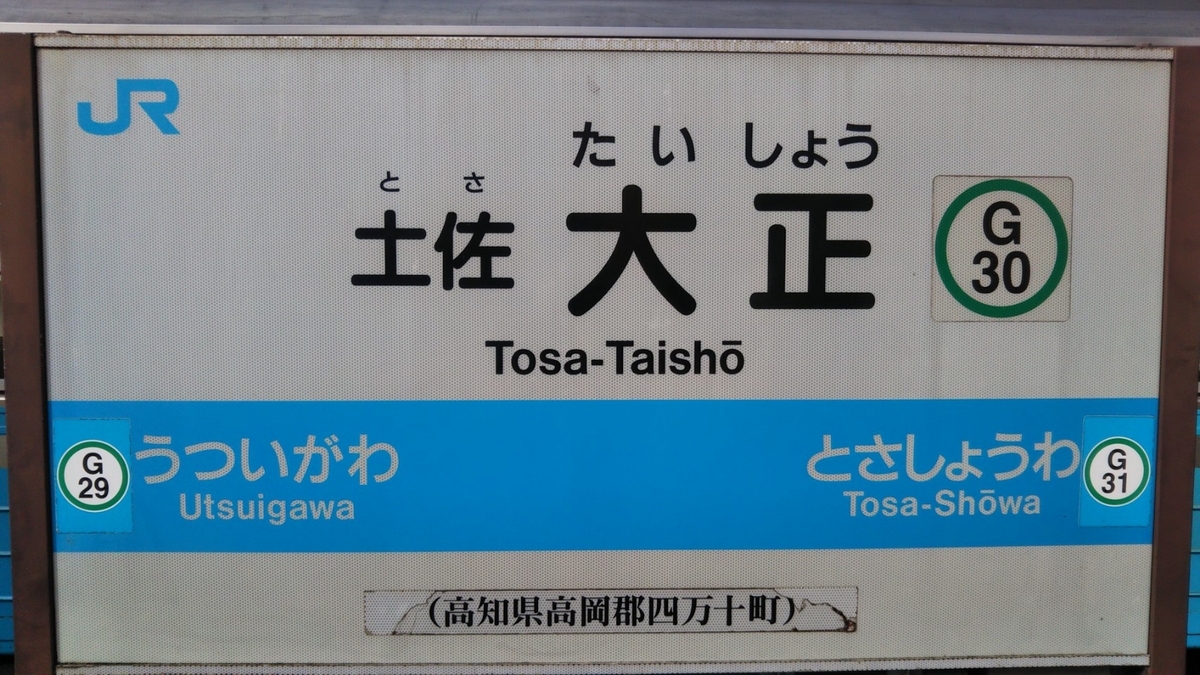 JR
と さ たいしょう
土佐 大正
G
30
Tosa-Taishō
G
29
うついがわ
Utsuigawa
とさしょうわ
Tosa-Shōwa
G
31
(高知県高岡郡四万十町)